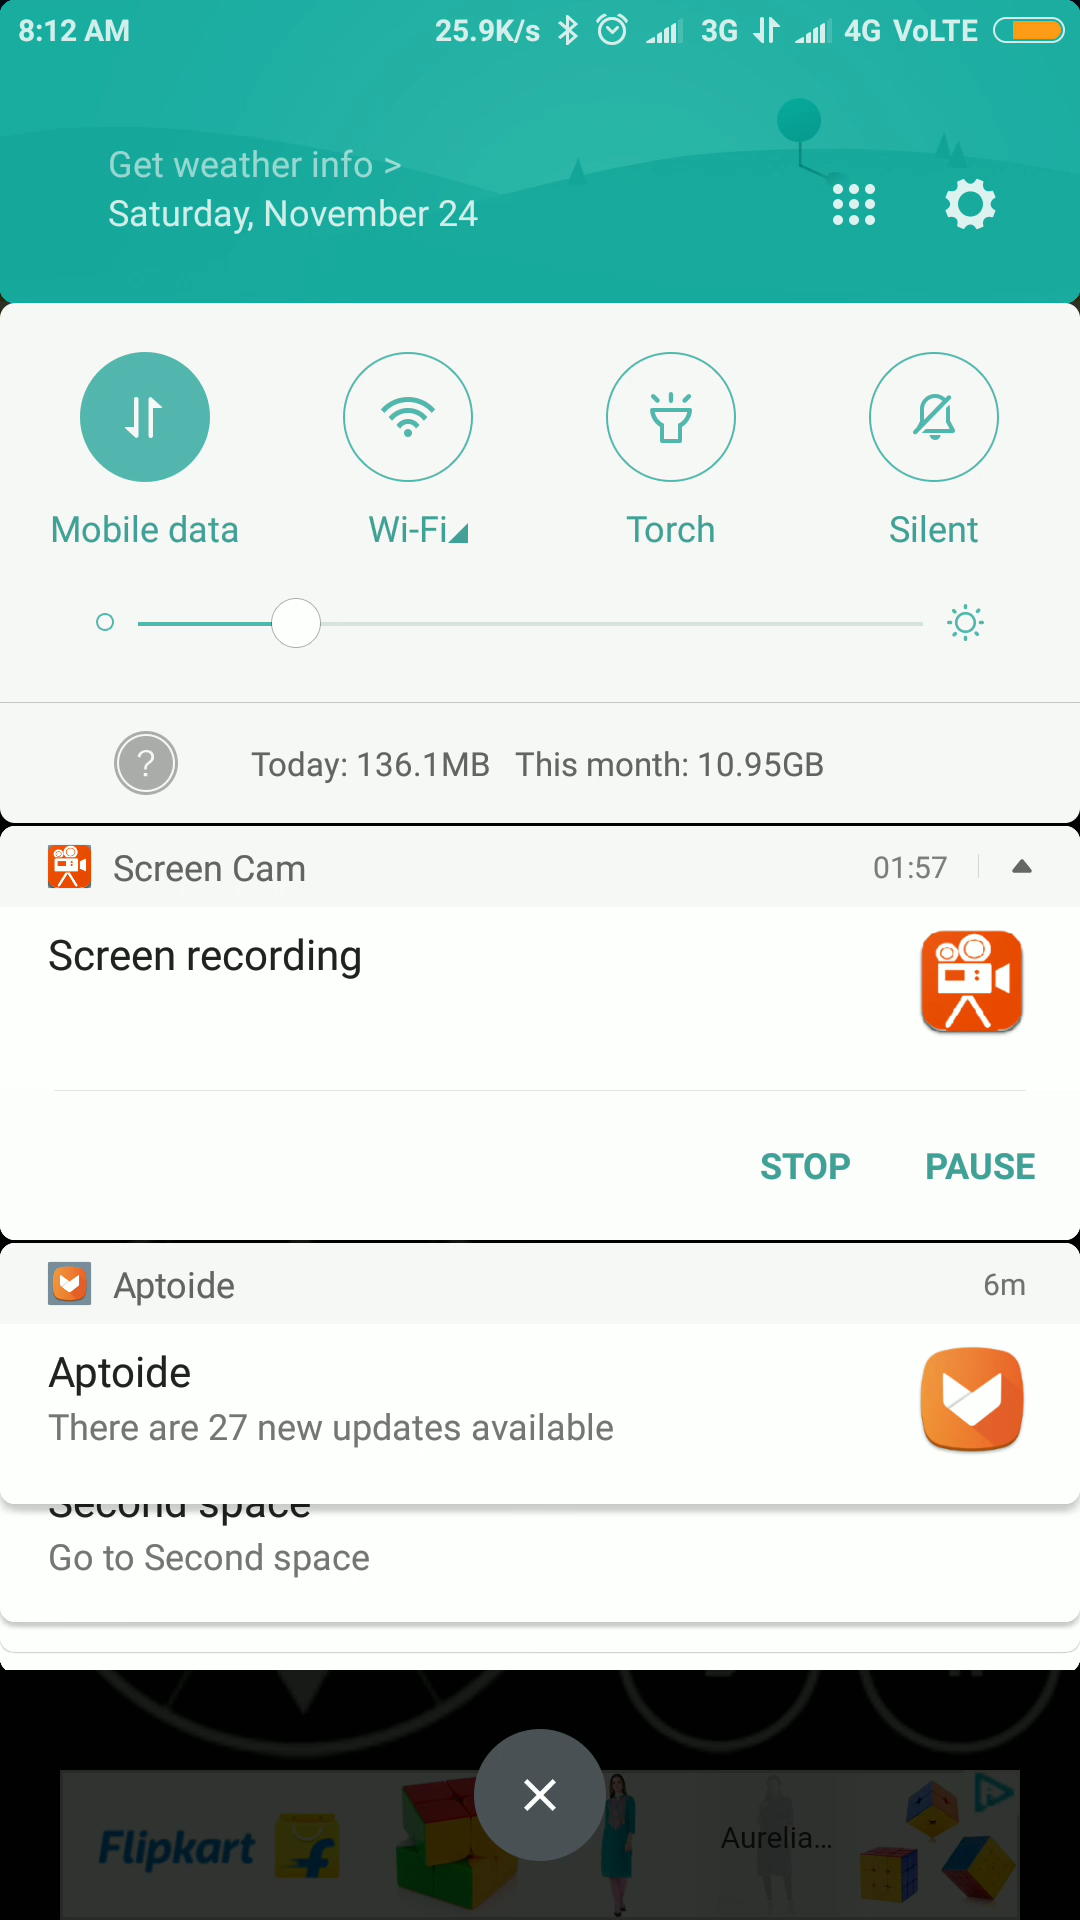 8:12 AM 25.9K/s 3G 4G VoLTE
Get weather info >
Saturday, November 24
Mobile data Wi-Fi Torch Silent
? Today: 136.1MB This month: 10.95GB
Screen Cam 01:57
Screen recording
STOP PAUSE
Aptoide 6m
Aptoide
There are 27 new updates available
Second space
Go to Second space
Flipkart
Aurelia...